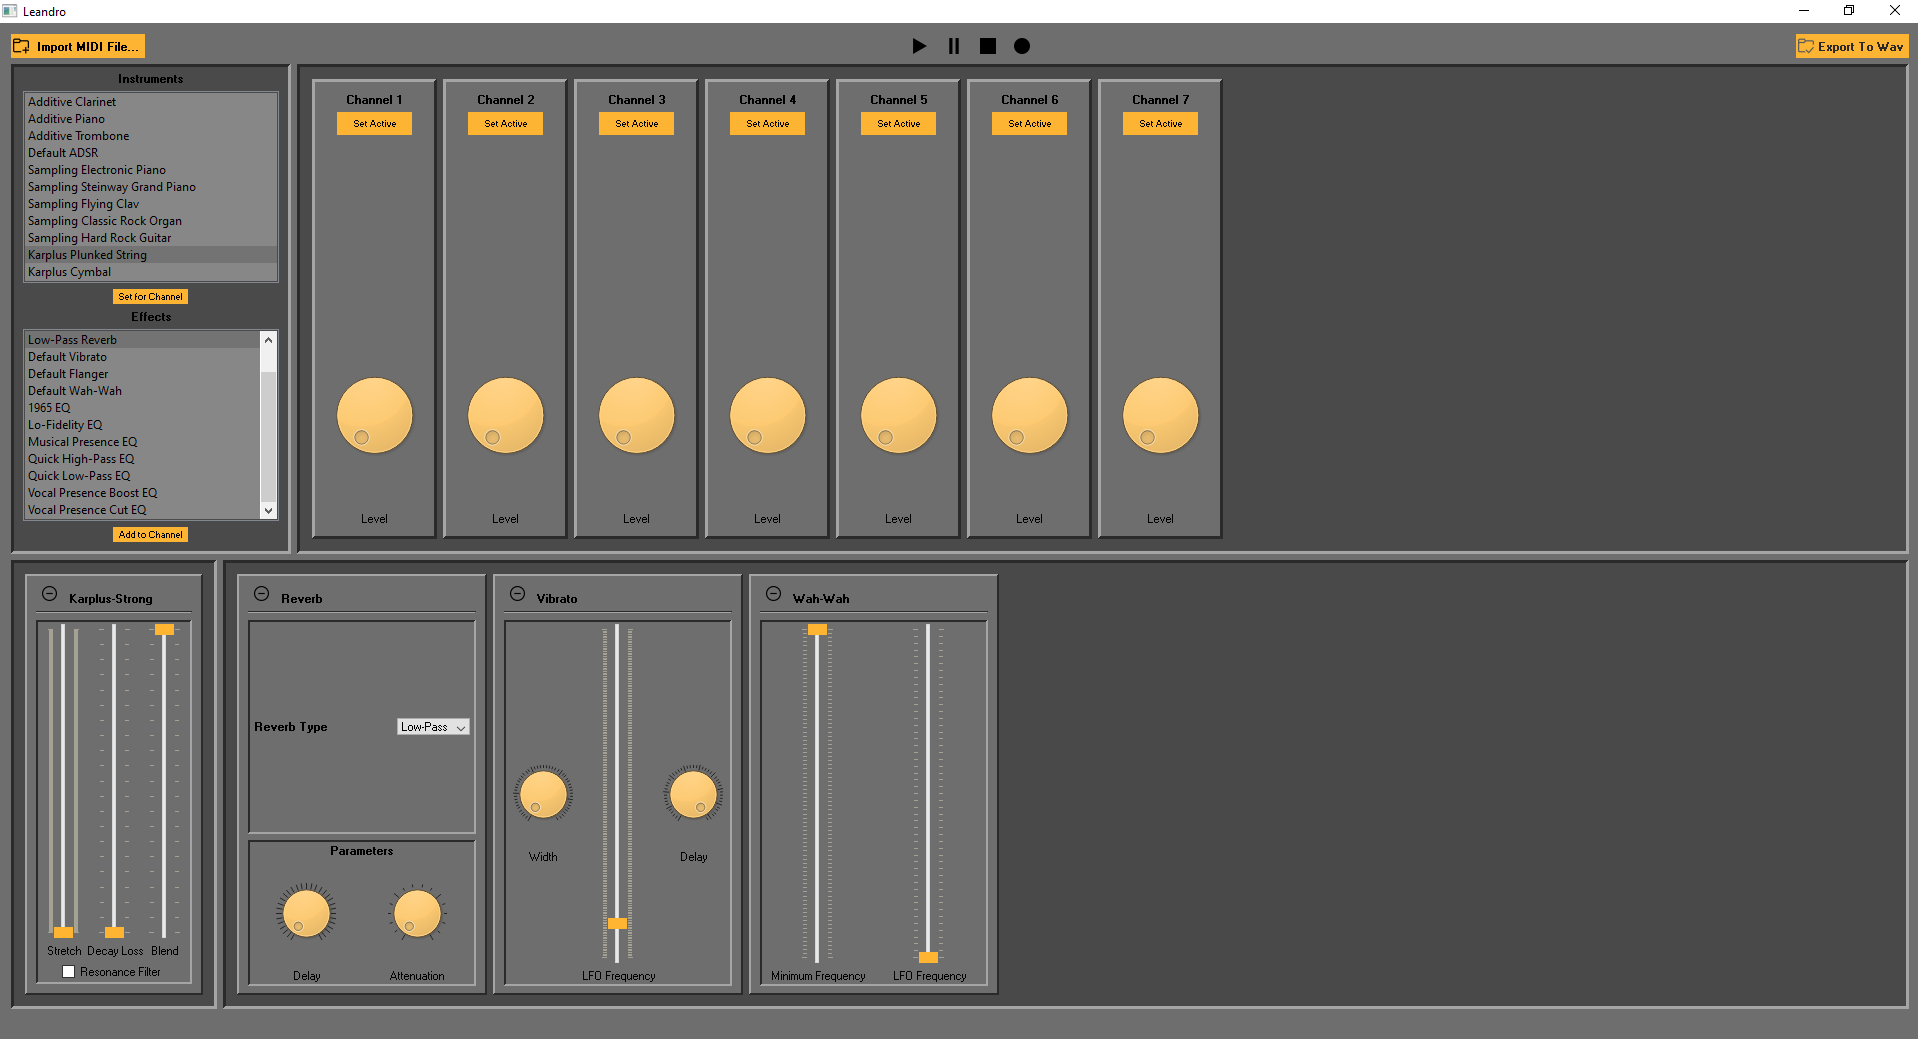 Leandro
Import MIDI File...
Export To Wav
Instruments
Additive Clarinet
Additive Piano
Additive Trombone
Default ADSR
Sampling Electronic Piano
Sampling Steinway Grand Piano
Sampling Flying Clav
Sampling Classic Rock Organ
Sampling Hard Rock Guitar
Karplus Plunked String
Karplus Cymbal
Set for Channel
Effects
Low-Pass Reverb
Default Vibrato
Default Flanger
Default Wah-Wah
1965 EQ
Lo-Fidelity EQ
Musical Presence EQ
Quick High-Pass EQ
Quick Low-Pass EQ
Vocal Presence Boost EQ
Vocal Presence Cut EQ
Add to Channel
Channel 1
Set Active
Level
Channel 2
Set Active
Level
Channel 3
Set Active
Level
Channel 4
Set Active
Level
Channel 5
Set Active
Level
Channel 6
Set Active
Level
Channel 7
Set Active
Level
Karplus-Strong
Stretch Decay Loss Blend
Resonance Filter
Reverb
Reverb Type Low-Pass
Parameters
Delay Attenuation
Vibrato
Width Delay
LFO Frequency
Wah-Wah
Minimum Frequency LFO Frequency